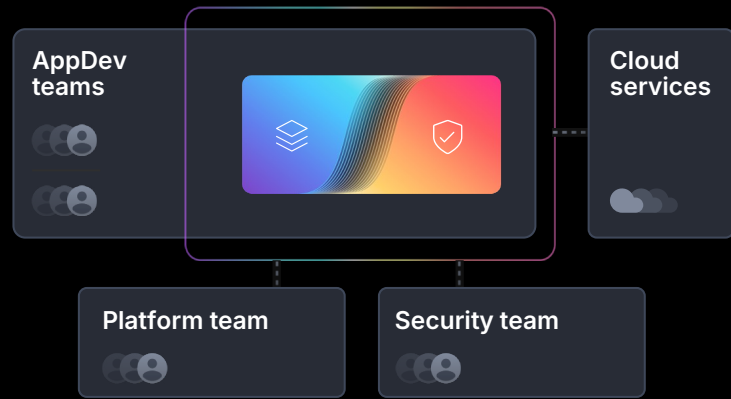 AppDev
teams
Cloud
services
Platform team
Security team